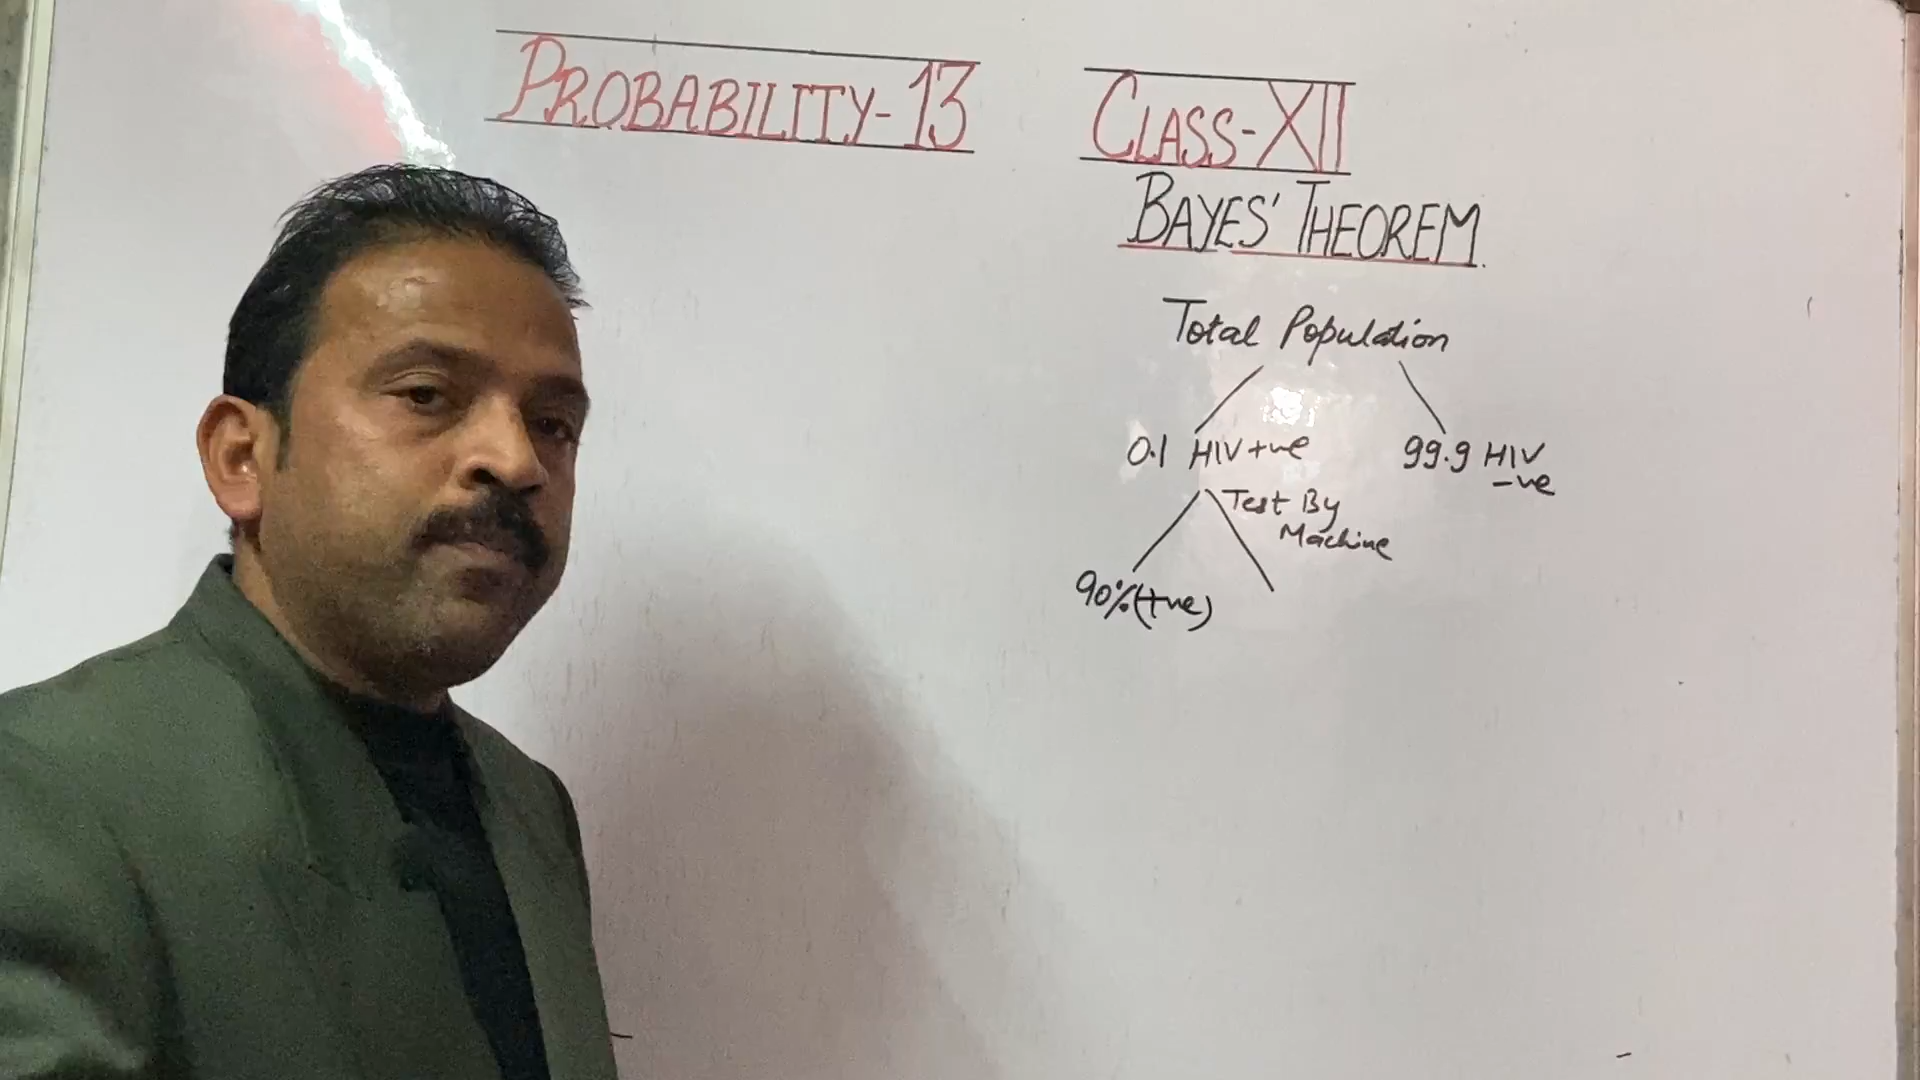 PROBABILITY-13
CLASS-XII
BAYES' THEOREM.
Total Population
0.1 HIV+ve
99.9 HIV
-ve
Test By
Machine
90%(+ve)